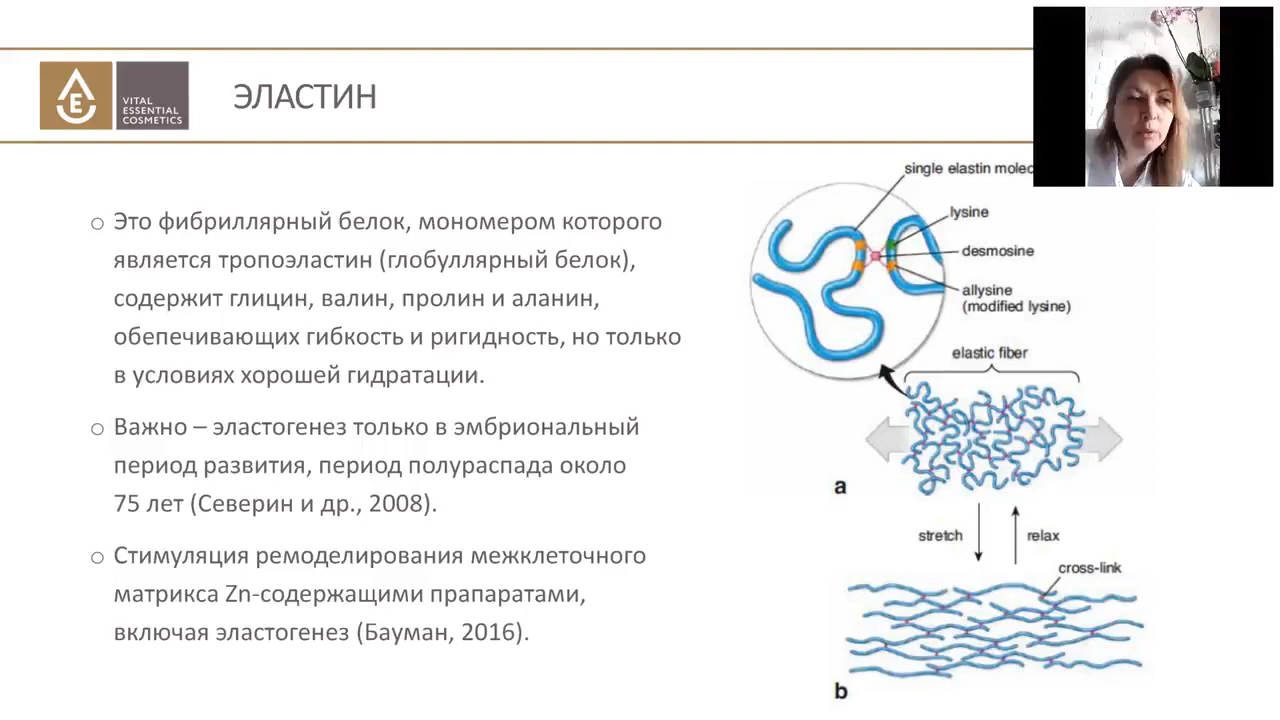 VITAL
ESSENTIAL
COSMETICS
E
ЭЛАСТИН
o Это фибриллярный белок, мономером которого
является тропоэластин (глобуллярный белок),
содержит глицин, валин, пролин и аланин,
обепечивающих гибкость и ригидность, но только
в условиях хорошей гидратации.
o Важно – эластогенез только в эмбриональный
период развития, период полураспада около
75 лет (Северин и др., 2008).
o Стимуляция ремоделирования межклеточного
матрикса Zn-содержащими прапаратами,
включая эластогенез (Бауман, 2016).
single elastin
lysine
desmosine
allysine
(modified lysine)
elastic fiber
a
stretch
relax
cross-link
b